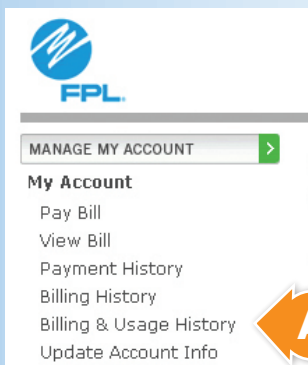 FPL.
MANAGE MY ACCOUNT
My Account
Pay Bill
View Bill
Payment History
Billing History
Billing & Usage History
Update Account Info